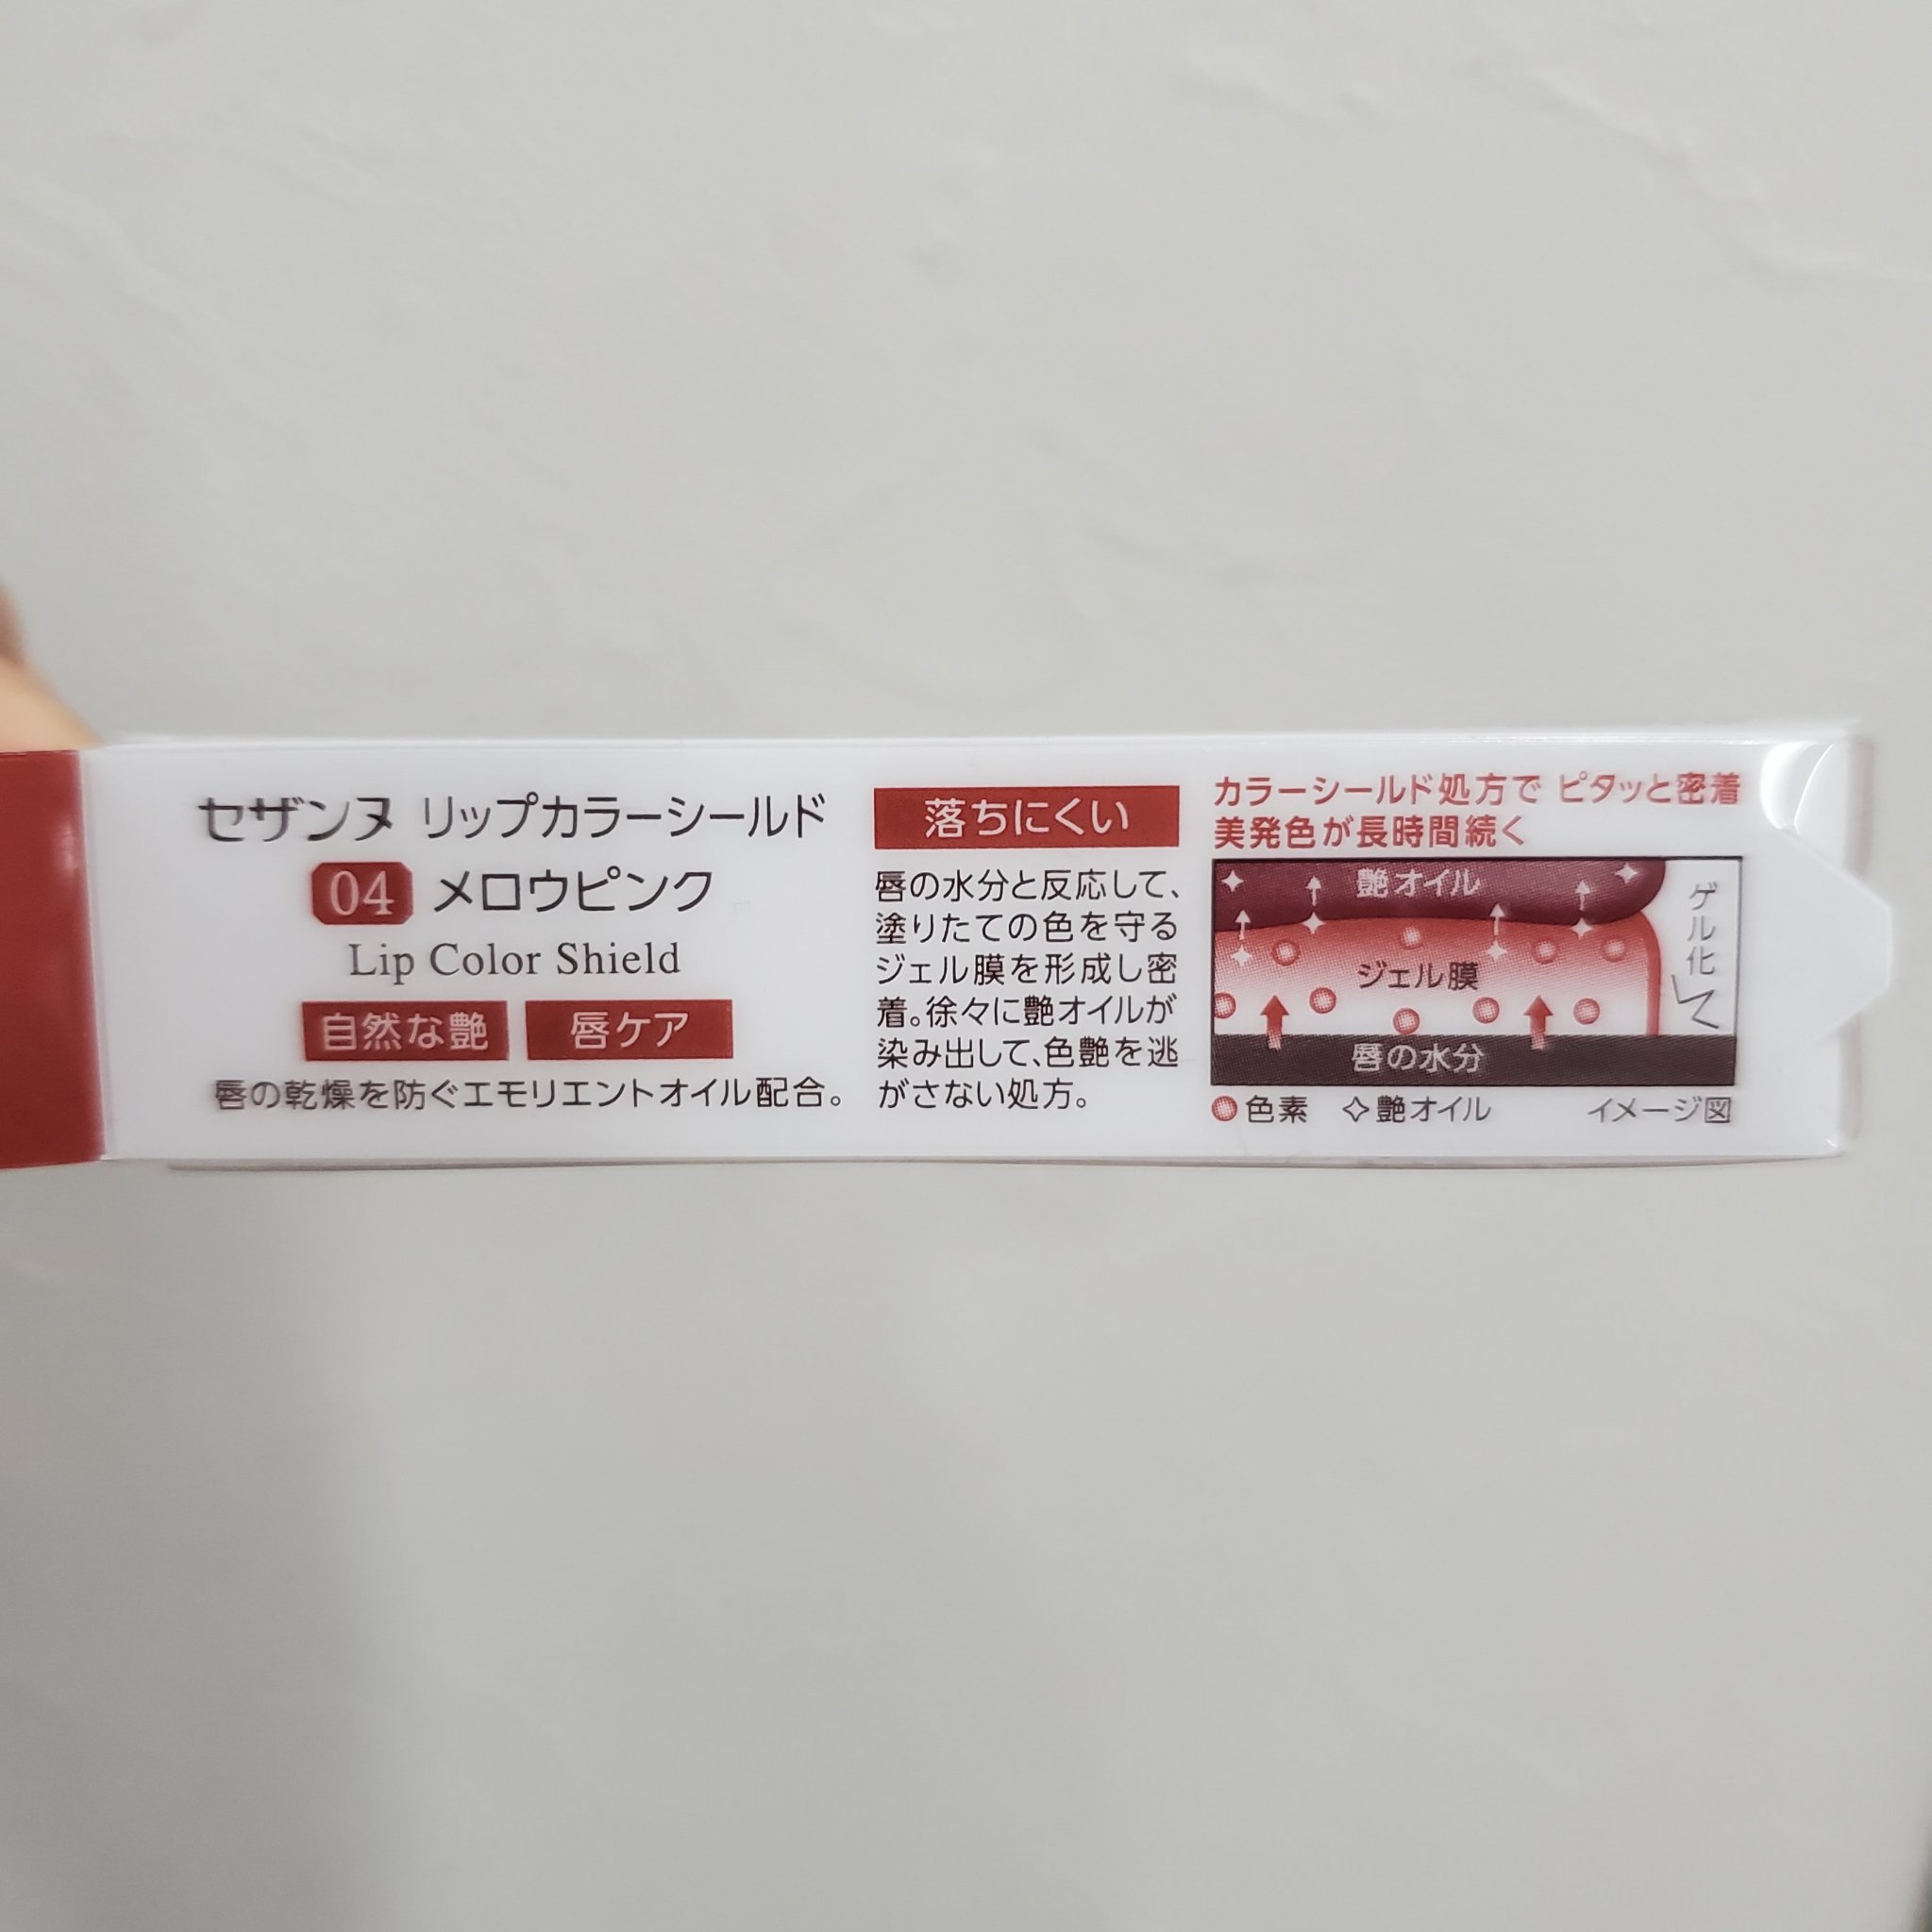 セザンヌ リップカラーシールド
04 メロウピンク
Lip Color Shield
自然な艶 唇ケア
唇の乾燥を防ぐエモリエントオイル配合。
落ちにくい
唇の水分と反応して、
塗りたての色を守る
ジェル膜を形成し密
着。徐々に艶オイルが
染み出して、色艶を逃
がさない処方。
カラーシールド処方で ピタッと密着
美発色が長時間続く
艶オイル
ジェル膜
唇の水分
ゲル化
色素 艶オイル イメージ図